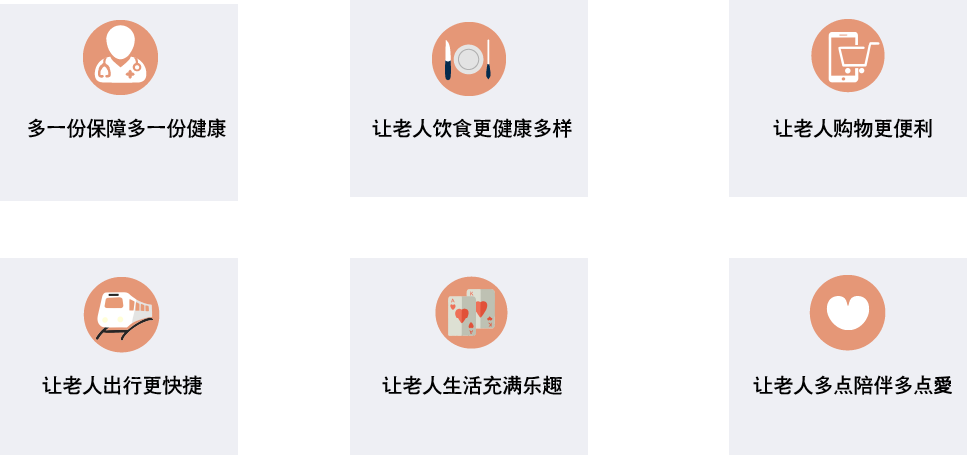 多一份保障多一份健康
让老人饮食更健康多样
让老人购物更便利
让老人出行更快捷
让老人生活充满乐趣
让老人多点陪伴多点愛